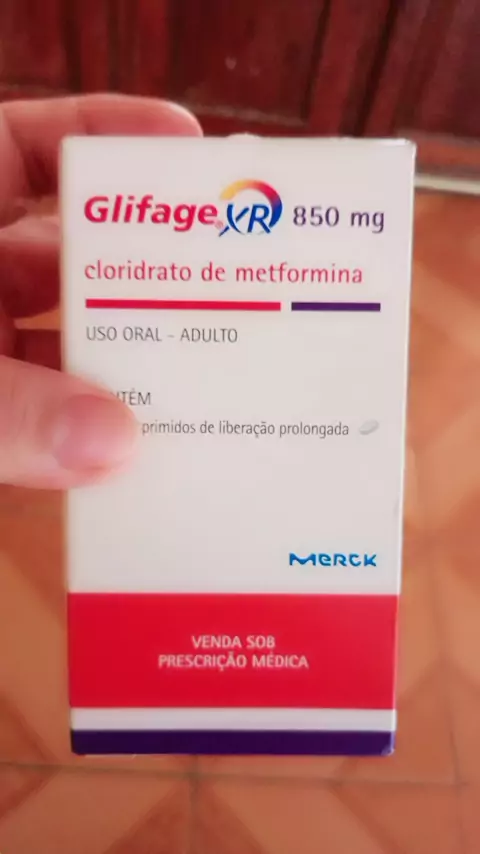 Glifage® XR 850 mg
cloridrato de metformina
USO ORAL - ADULTO
primidos de liberação prolongada
MERCK
VENDA SOB
PRESCRIÇÃO MÉDICA